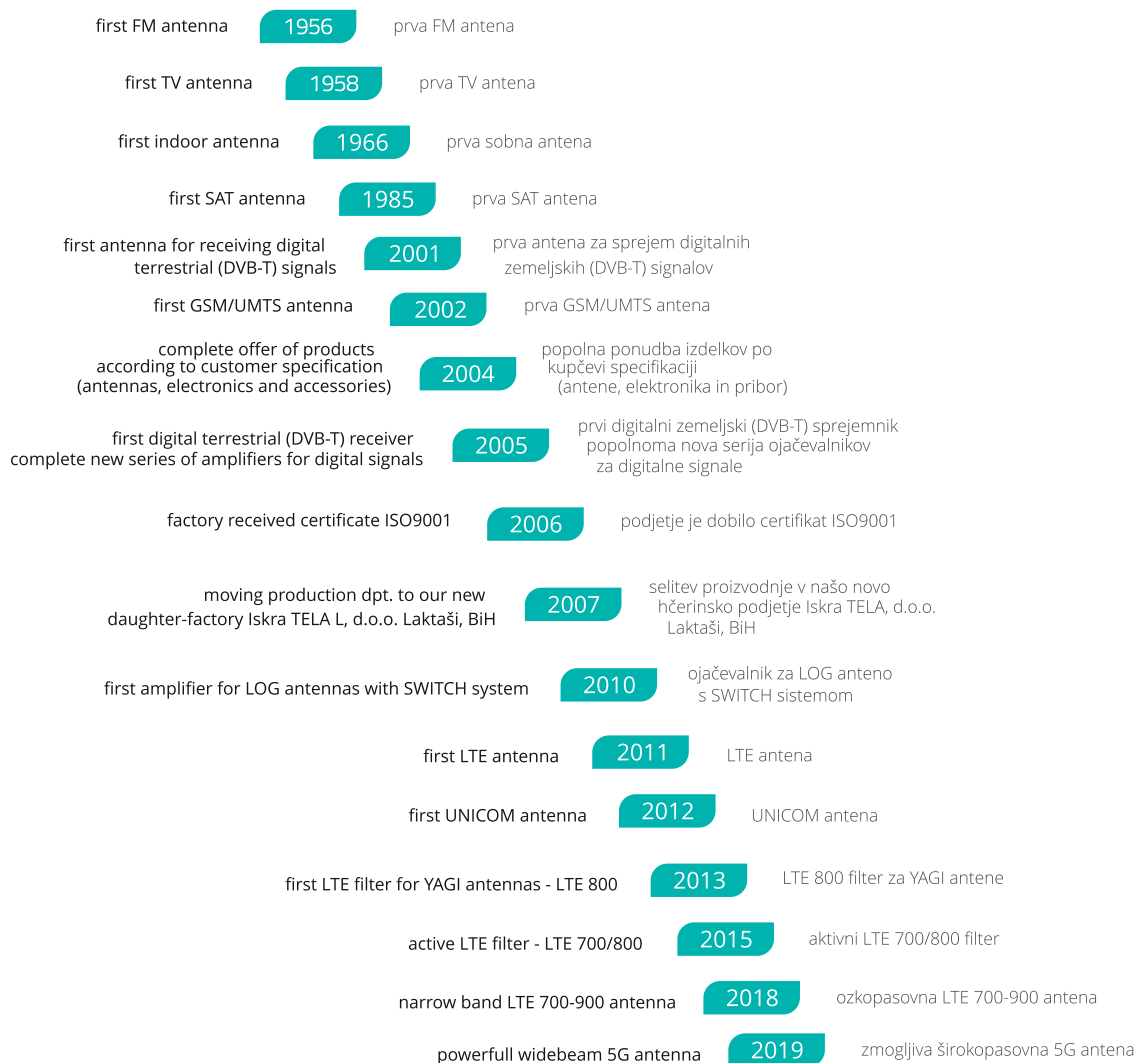 first FM antenna 1956 prva FM antena
first TV antenna 1958 prva TV antena
first indoor antenna 1966 prva sobna antena
first SAT antenna 1985 prva SAT antena
first antenna for receiving digital
terrestrial (DVB-T) signals
2001
prva antena za sprejem digitalnih
zemeljskih (DVB-T) signalov
first GSM/UMTS antenna 2002 prva GSM/UMTS antena
complete offer of products
according to customer specification
(antennas, electronics and accessories)
2004
popolna ponudba izdelkov po
kupčevi specifikaciji
(antene, elektronika in pribor)
first digital terrestrial (DVB-T) receiver
complete new series of amplifiers for digital signals
2005
prvi digitalni zemeljski (DVB-T) sprejemnik
popolnoma nova serija ojačevalnikov
za digitalne signale
factory received certificate ISO9001 2006 podjetje je dobilo certifikat ISO9001
moving production dpt. to our new
daughter-factory Iskra TELA L, d.o.o. Laktaši, BiH
2007
selitev proizvodnje v našo novo
hčerinsko podjetje Iskra TELA, d.o.o.
Laktaši, BiH
first amplifier for LOG antennas with SWITCH system
2010
ojačevalnik za LOG anteno
s SWITCH sistemom
first LTE antenna 2011 LTE antena
first UNICOM antenna 2012 UNICOM antena
first LTE filter for YAGI antennas - LTE 800 2013 LTE 800 filter za YAGI antene
active LTE filter - LTE 700/800 2015 aktivni LTE 700/800 filter
narrow band LTE 700-900 antenna 2018 ozkopasovna LTE 700-900 antena
powerfull widebeam 5G antenna 2019 zmogljiva širokopasovna 5G antena